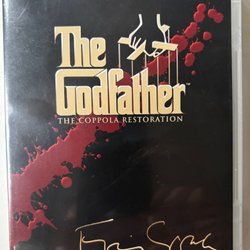 The
Godfather
THE COPPOLA RESTORATION